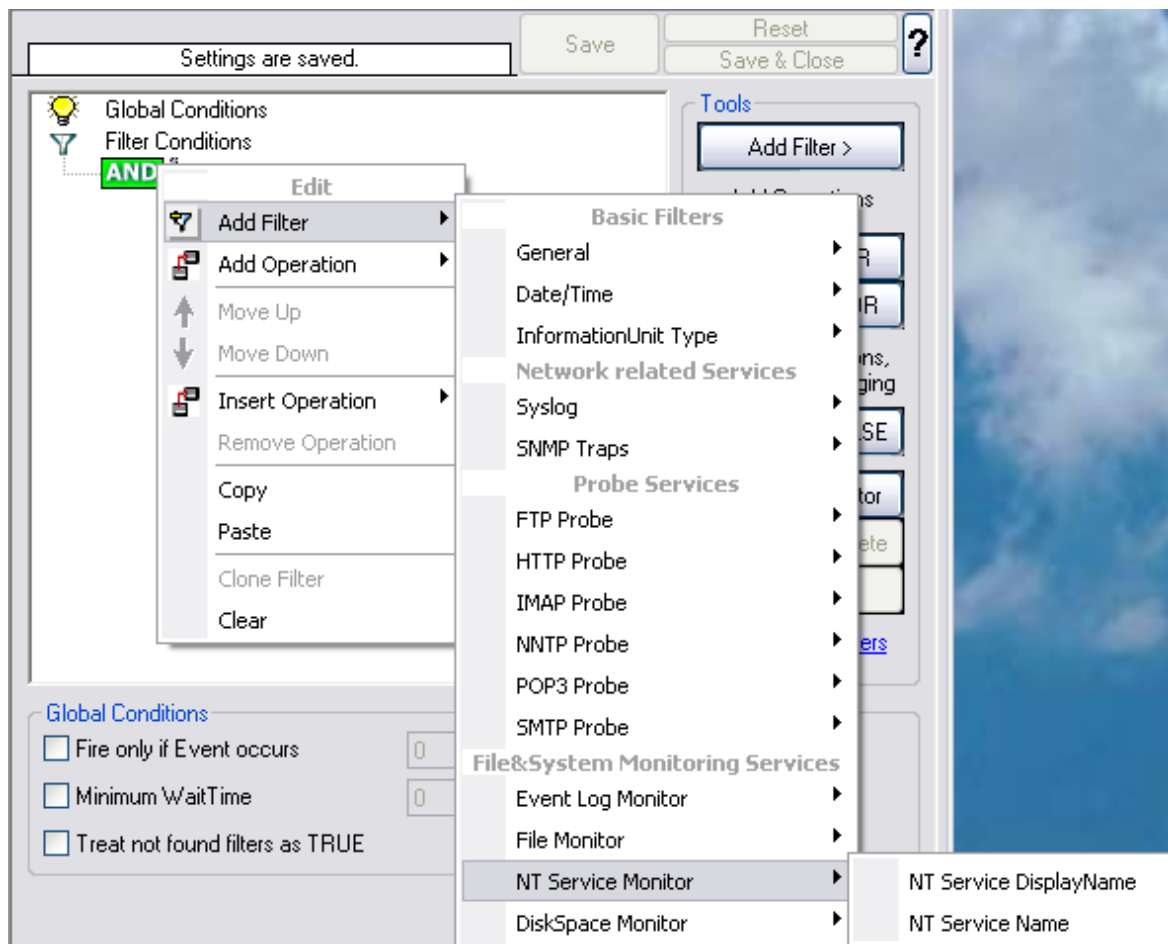 Settings are saved.
Save
Reset
Save & Close
?
Global Conditions
Filter Conditions
AND
Tools
Add Filter >
Edit
Add Filter
Add Operation
Move Up
Move Down
Insert Operation
Remove Operation
Copy
Paste
Clone Filter
Clear
Basic Filters
General
Date/Time
InformationUnit Type
Network related Services
Syslog
SNMP Traps
Probe Services
FTP Probe
HTTP Probe
IMAP Probe
NNTP Probe
POP3 Probe
SMTP Probe
File&System Monitoring Services
Event Log Monitor
File Monitor
NT Service Monitor
DiskSpace Monitor
NT Service DisplayName
NT Service Name
Global Conditions
Fire only if Event occurs
0
Minimum WaitTime
0
Treat not found filters as TRUE